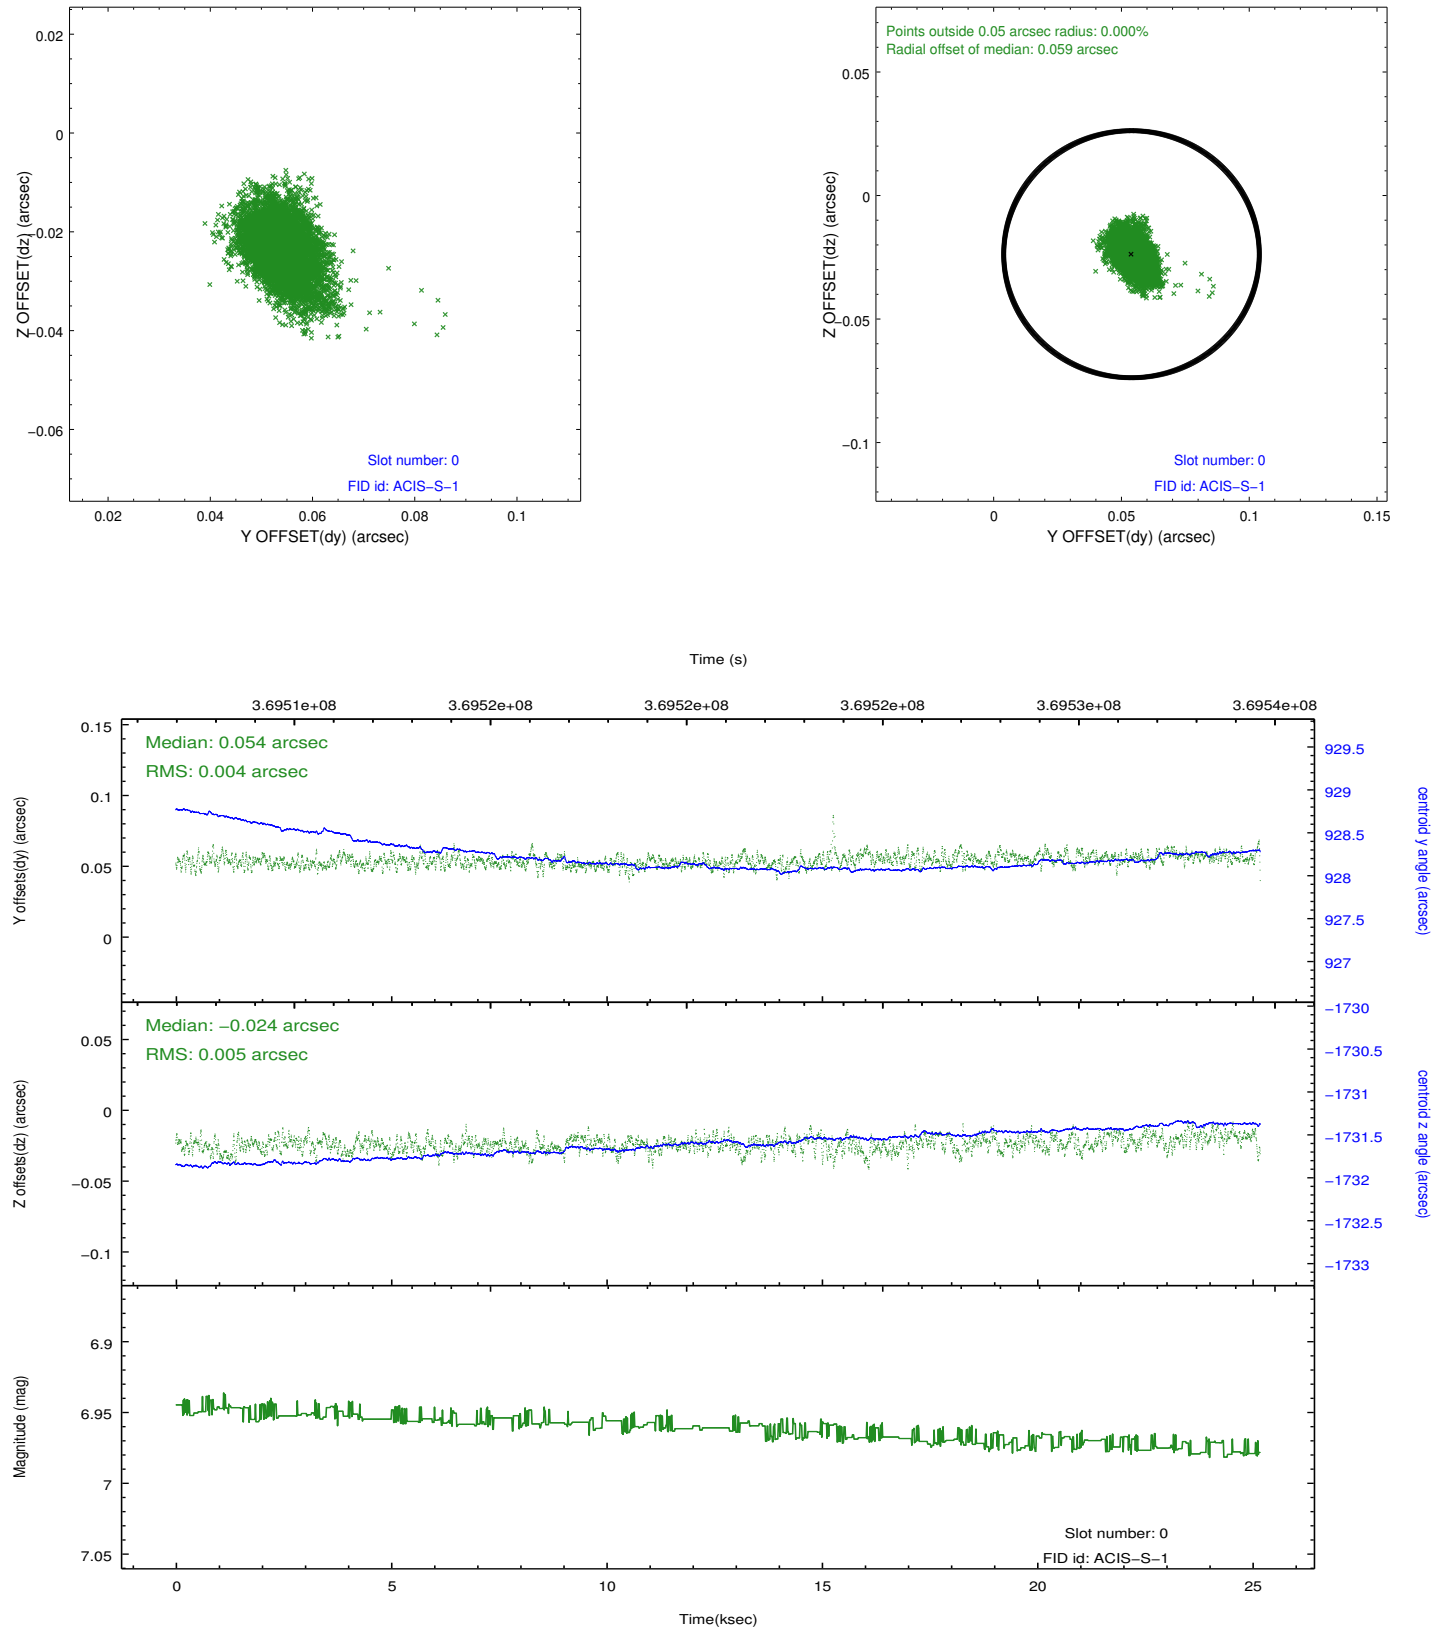 0.02
0
−0.02
−0.04
−0.06
Z OFFSET(dz) (arcsec)
Slot number: 0
FID id: ACIS−S−1
0.02 0.04 0.06 0.08 0.1
Y OFFSET(dy) (arcsec)
Points outside 0.05 arcsec radius: 0.000%
Radial offset of median: 0.059 arcsec
0.05
0
−0.05
−0.1
Z OFFSET(dz) (arcsec)
Slot number: 0
FID id: ACIS−S−1
0 0.05 0.1 0.15
Y OFFSET(dy) (arcsec)
Time (s)
3.6951e+08 3.6952e+08 3.6952e+08 3.6952e+08 3.6953e+08 3.6954e+08
Median: 0.054 arcsec
RMS: 0.004 arcsec
0.15
0.1
0.05
0
Y offsets(dy) (arcsec)
929.5
929
928.5
928
927.5
927
centroid y angle (arcsec)
Median: −0.024 arcsec
RMS: 0.005 arcsec
0.05
0
−0.05
−0.1
Z offsets(dz) (arcsec)
−1730
−1730.5
−1731
−1731.5
−1732
−1732.5
−1733
centroid z angle (arcsec)
6.9
6.95
7
7.05
Magnitude (mag)
Slot number: 0
FID id: ACIS−S−1
0 5 10 15 20 25
Time(ksec)